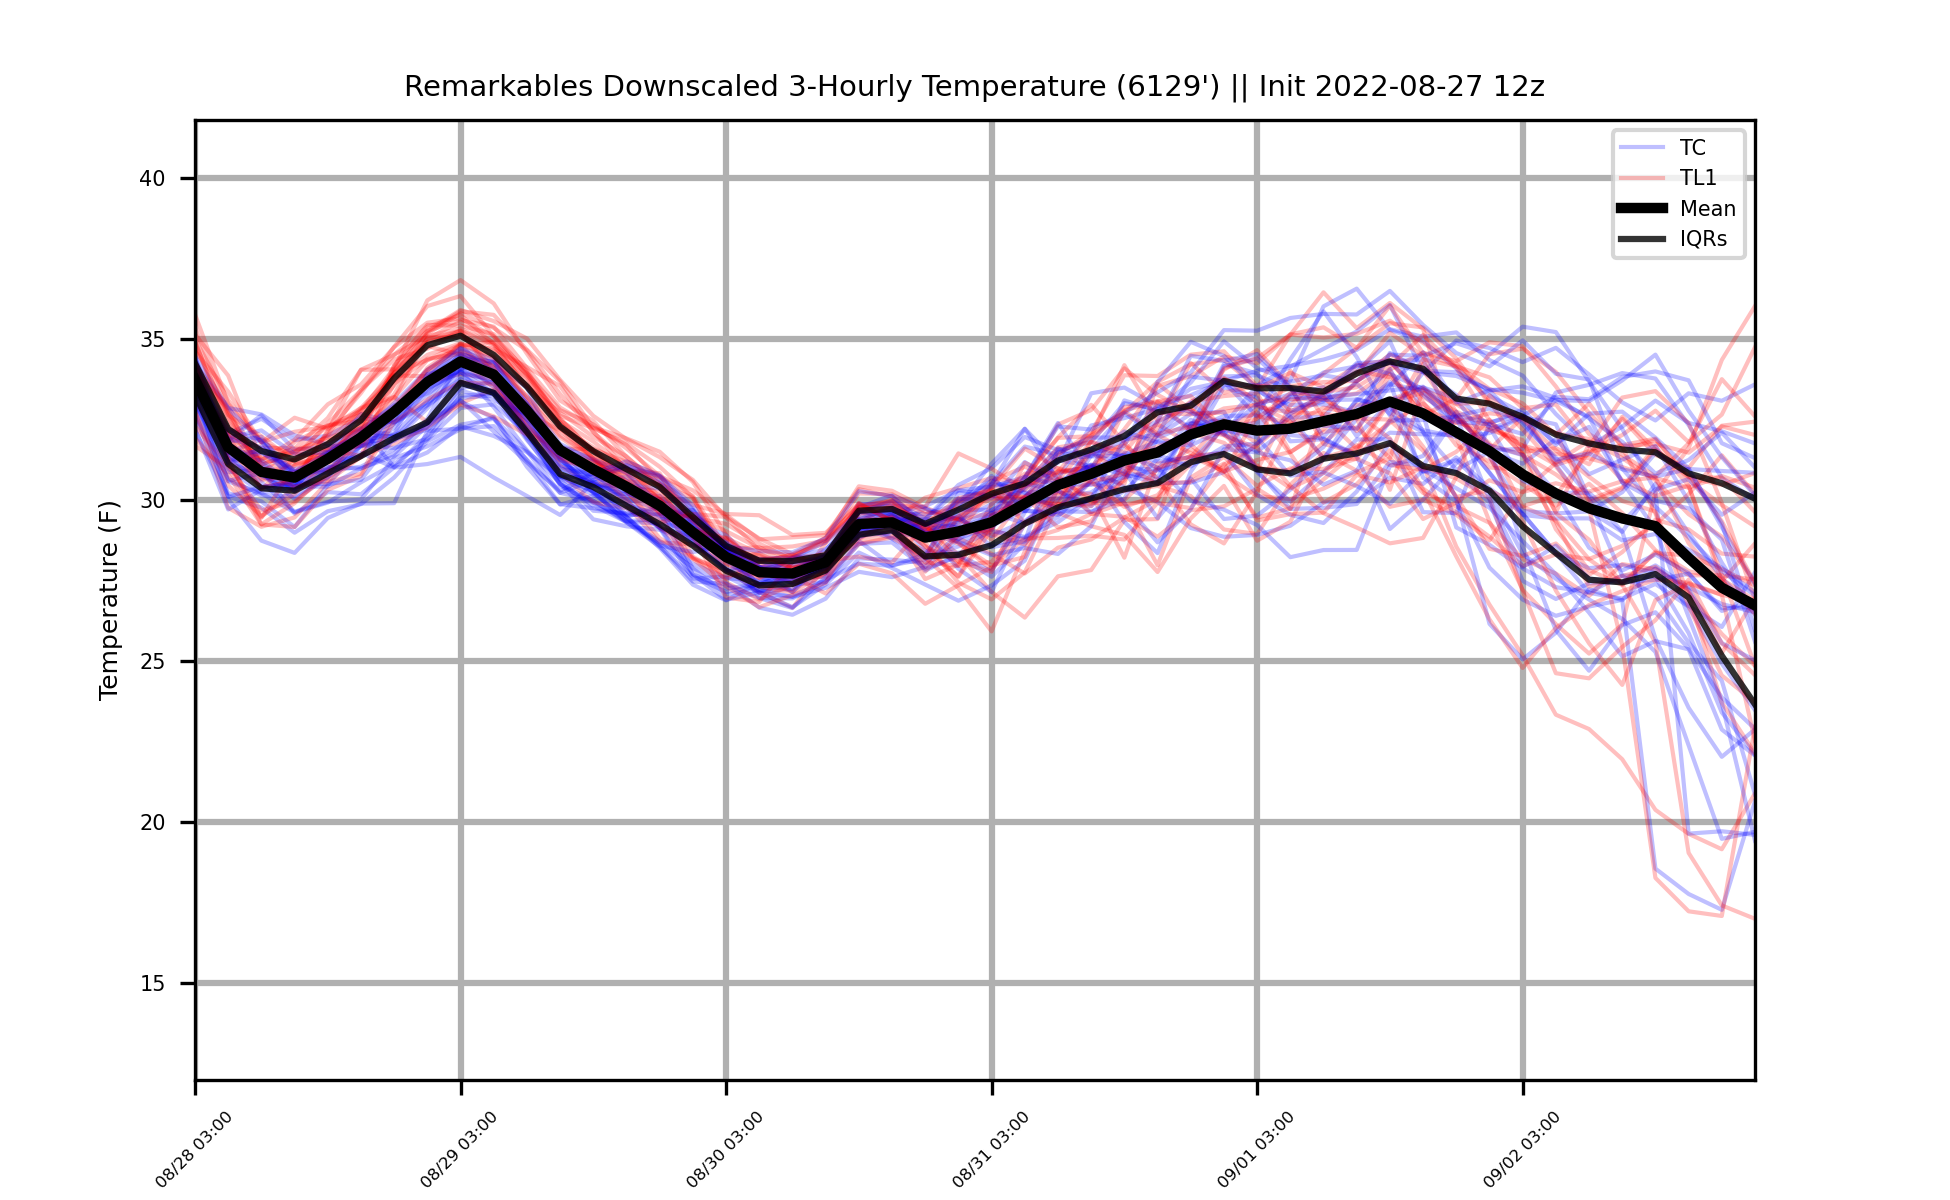 Remarkables Downscaled 3-Hourly Temperature (6129') || Init 2022-08-27 12z
TC
TL1
Mean
IQRs
Temperature (F)
40
35
30
25
20
15
08/28 03:00
08/29 03:00
08/30 03:00
08/31 03:00
09/01 03:00
09/02 03:00